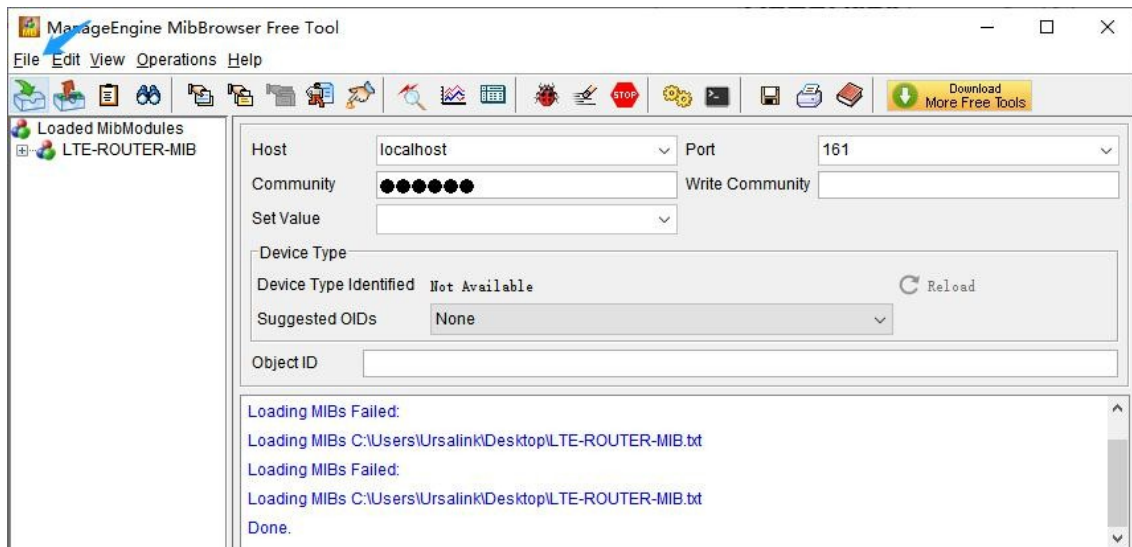 ManageEngine MibBrowser Free Tool
File Edit View Operations Help
STOP
Download
More Free Tools
Loaded MibModules
LTE-ROUTER-MIB
Host localhost Port 161
Community ●●●●●● Write Community
Set Value
Device Type
Device Type Identified Not Available Reload
Suggested OIDs None
Object ID
Loading MIBs Failed:
Loading MIBs C:\Users\Ursalink\Desktop\LTE-ROUTER-MIB.txt
Loading MIBs Failed:
Loading MIBs C:\Users\Ursalink\Desktop\LTE-ROUTER-MIB.txt
Done.